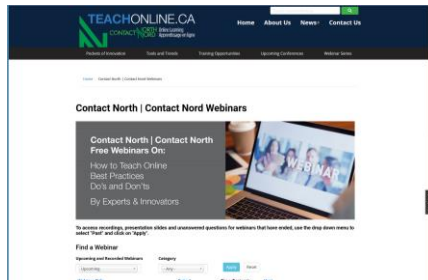 TEACHONLINE.CA
CONTACT NORTH NORD
Home About Us News Contact Us
Pockets of Innovation Tools and Trends Training Opportunities Upcoming Conferences Webinar Series
Contact North | Contact Nord Webinars
Contact North | Contact North
Free Webinars On:
How to Teach Online
Best Practices
Do's and Don'ts
By Experts & Innovators
WEBINAR
To access recordings, presentation slides and unanswered questions for webinars that have ended, use the drop down menu to
select "Past" and click on "Apply".
Find a Webinar
Upcoming and Recorded Webinars Category
Upcoming - Any - Apply Reset